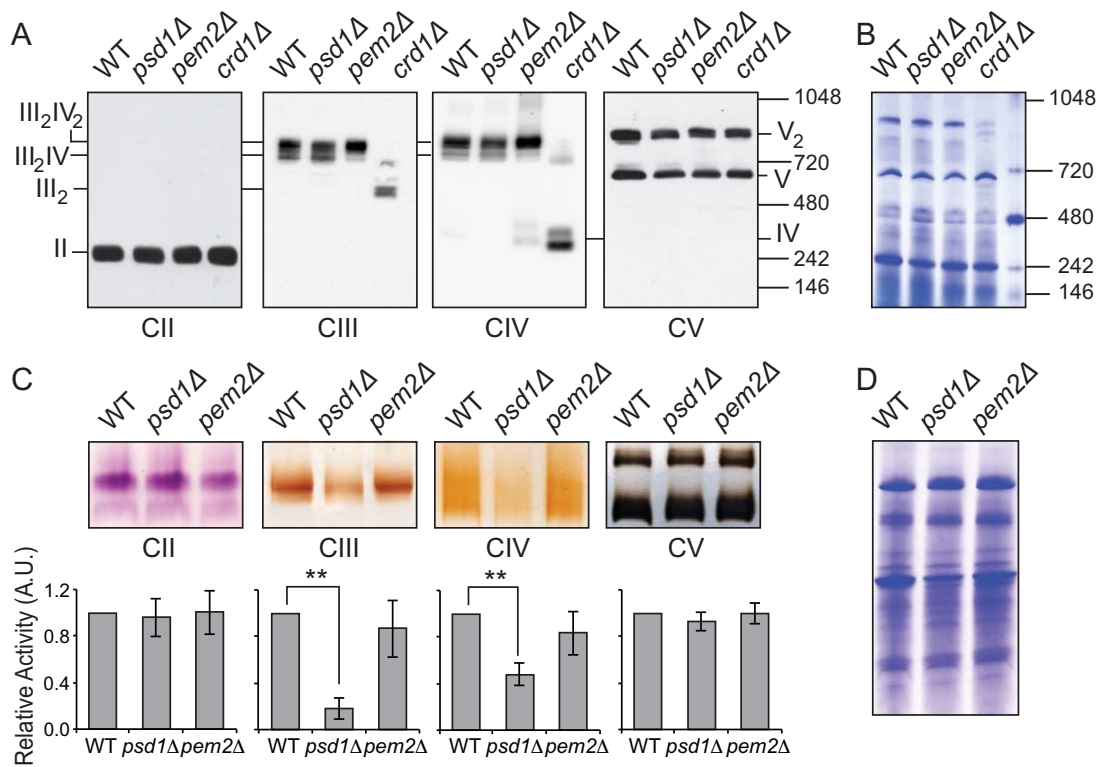 A
WT psd1Δ pem2Δ crd1Δ WT psd1Δ pem2Δ crd1Δ WT psd1Δ pem2Δ crd1Δ WT psd1Δ pem2Δ crd1Δ
III₂IV₂
III₂IV
III₂
II
V₂
V
IV
1048
720
480
242
146
CII CIII CIV CV
B
WT psd1Δ pem2Δ crd1Δ
1048
720
480
242
146
C
WT psd1Δ pem2Δ WT psd1Δ pem2Δ WT psd1Δ pem2Δ WT psd1Δ pem2Δ
CII CIII CIV CV
Relative Activity (A.U.)
1.2
0.8
0.4
0.0
** **
WT psd1Δ pem2Δ WT psd1Δ pem2Δ WT psd1Δ pem2Δ WT psd1Δ pem2Δ
D
WT psd1Δ pem2Δ